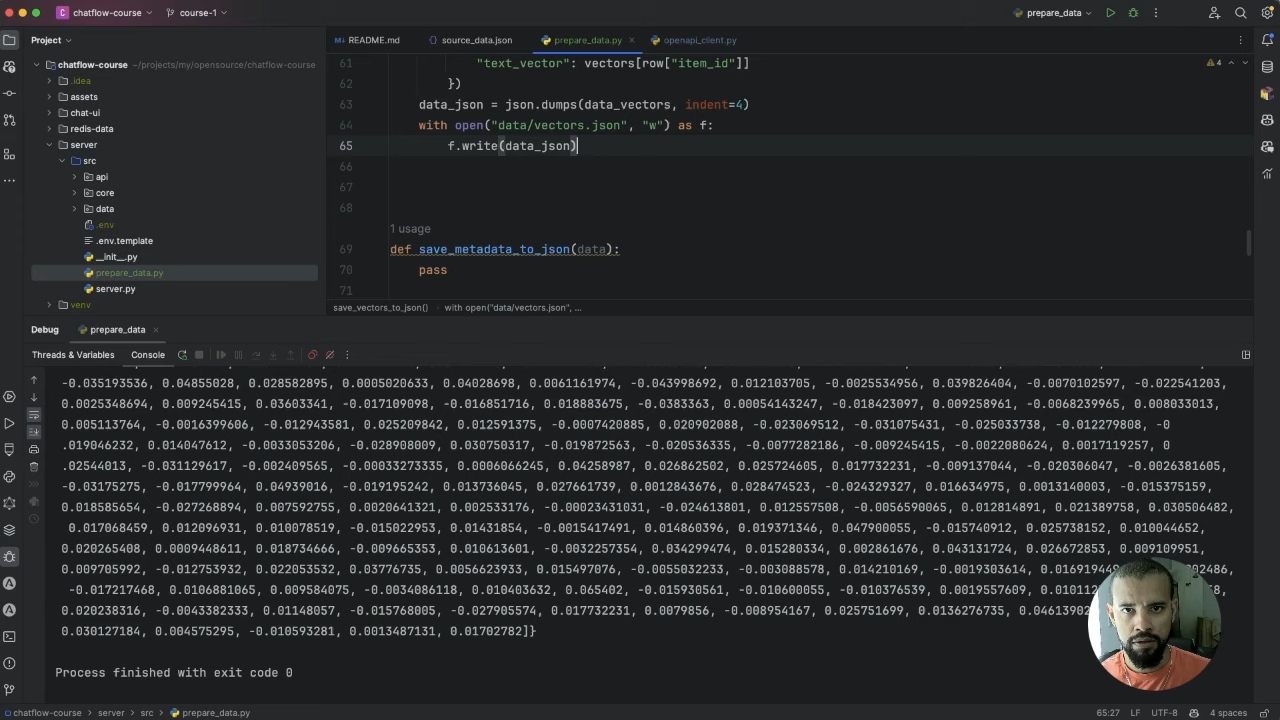 C chatflow-course course-1 prepare_data
Project
README.md source_data.json prepare_data.py openapi_client.py
chatflow-course ~/projects/my/opensource/chatflow-course
.idea
assets
chat-ui
redis-data
server
src
api
core
data
.env
.env.template
__init__.py
prepare_data.py
server.py
venv
61 "text_vector": vectors[row["item_id"]]
4
62 })
63 data_json = json.dumps(data_vectors, indent=4)
64 with open("data/vectors.json", "w") as f:
65 f.write(data_json)
66
67
68
1 usage
69 def save_metadata_to_json(data):
70 pass
71
save_vectors_to_json() with open("data/vectors.json", ...
Debug prepare_data
Threads & Variables Console
-0.035193536, 0.04855028, 0.028582895, 0.0005020633, 0.04028698, 0.0061161974, -0.043998692, 0.012103705, -0.0025534956, 0.039826404, -0.0070102597, -0.022541203,
0.0025348694, 0.009245415, 0.03603341, -0.017109098, -0.016851716, 0.018883675, -0.0383363, 0.00054143247, -0.018423097, 0.009258961, -0.0068239965, 0.008033013,
0.005113764, -0.0016399606, -0.012943581, 0.025209842, 0.012591375, -0.0007420885, 0.020902088, -0.023069512, -0.031075431, -0.025033738, -0.012279808, -0
.019046232, 0.014047612, -0.0033053206, -0.028908009, 0.030750317, -0.019872563, -0.020536335, -0.0077282186, -0.009245415, -0.0022080624, 0.0017119257, 0
.02544013, -0.031129617, -0.002409565, -0.00033273335, 0.0006066245, 0.04258987, 0.026862502, 0.025724605, 0.017732231, -0.009137044, -0.020306047, -0.0026381605,
-0.03175275, -0.017799964, 0.04939016, -0.019195242, 0.013736045, 0.027661739, 0.0012843676, 0.028474523, -0.024329327, 0.016634975, 0.0013140003, -0.015375159,
0.018585654, -0.027268894, 0.007592755, 0.0020641321, 0.002533176, -0.00023431031, -0.024613801, 0.012557508, -0.0056590065, 0.012814891, 0.021389758, 0.030506482,
0.017068459, 0.012096931, 0.010078519, -0.015022953, 0.01431854, -0.0015417491, 0.014860396, 0.019371346, 0.047900055, -0.015740912, 0.025738152, 0.010044652,
0.020265408, 0.0009448611, 0.018734666, -0.009665353, 0.010613601, -0.0032257354, 0.034299474, 0.015280334, 0.002861676, 0.043131724, 0.026672853, 0.009109951,
0.009705992, -0.012753932, 0.022053532, 0.03776735, 0.0056623933, 0.015497076, -0.0055032233, -0.003088578, 0.014210169, -0.0019303614,
-0.017217468, 0.0106881065, 0.009584075, -0.0034086118, 0.010403632, 0.065402, -0.015930561, -0.010600055, -0.010376539, 0.0019557609,
0.020238316, -0.0043382333, 0.01148057, -0.015768005, -0.027905574, 0.017732231, 0.0079856, -0.008954167, 0.025751699, 0.0136276735,
0.030127184, 0.004575295, -0.010593281, 0.0013487131, 0.01702782]}
Process finished with exit code 0
chatflow-course server src prepare_data.py 65:27 LF UTF-8 4 spaces